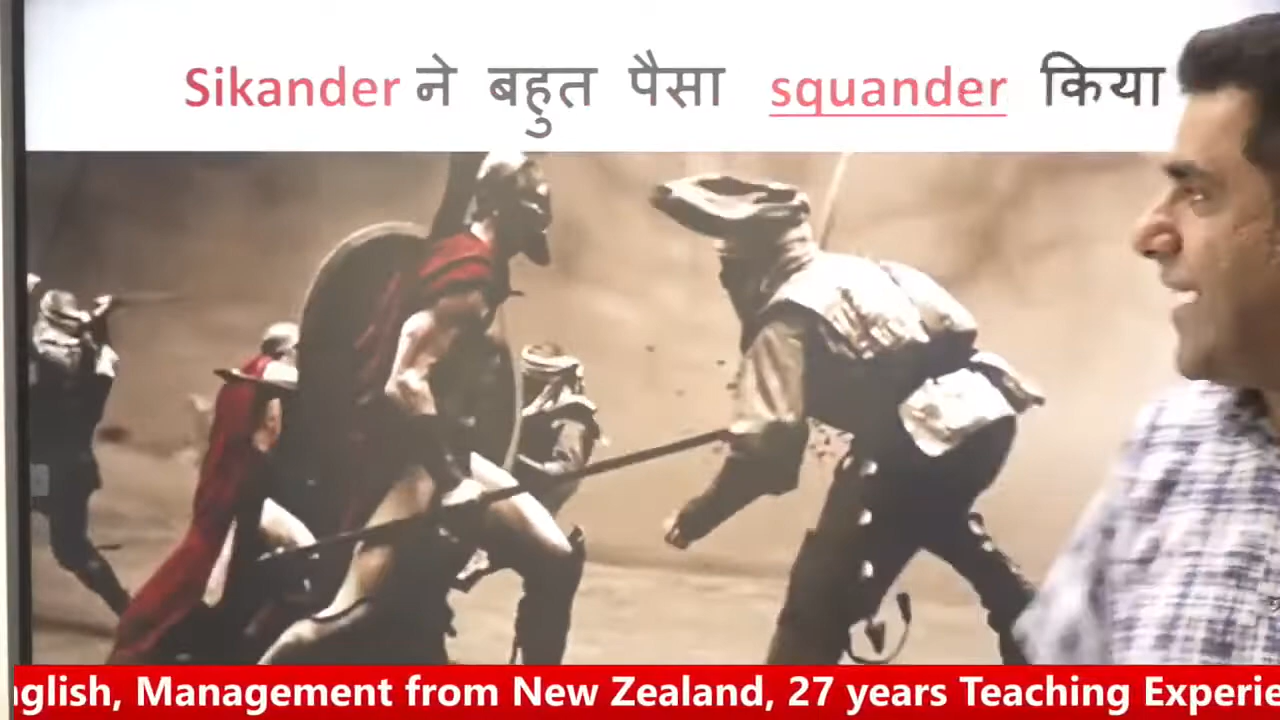 Sikander ने बहुत पैसा squander किया
nglish, Management from New Zealand, 27 years Teaching Experie